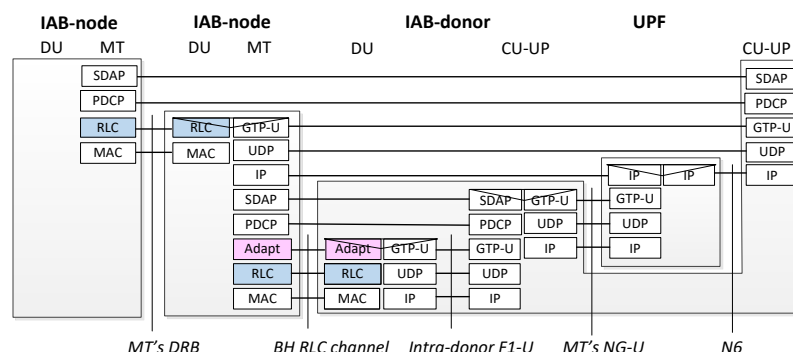 IAB-node IAB-node IAB-donor UPF
DU MT DU MT DU CU-UP CU-UP
SDAP SDAP
PDCP PDCP
RLC RLC GTP-U GTP-U
MAC MAC UDP UDP
IP IP IP IP
SDAP SDAP GTP-U GTP-U
PDCP PDCP UDP UDP
Adapt Adapt GTP-U GTP-U IP IP
RLC RLC UDP UDP
MAC MAC IP IP
MT's DRB BH RLC channel Intra-donor F1-U MT's NG-U N6